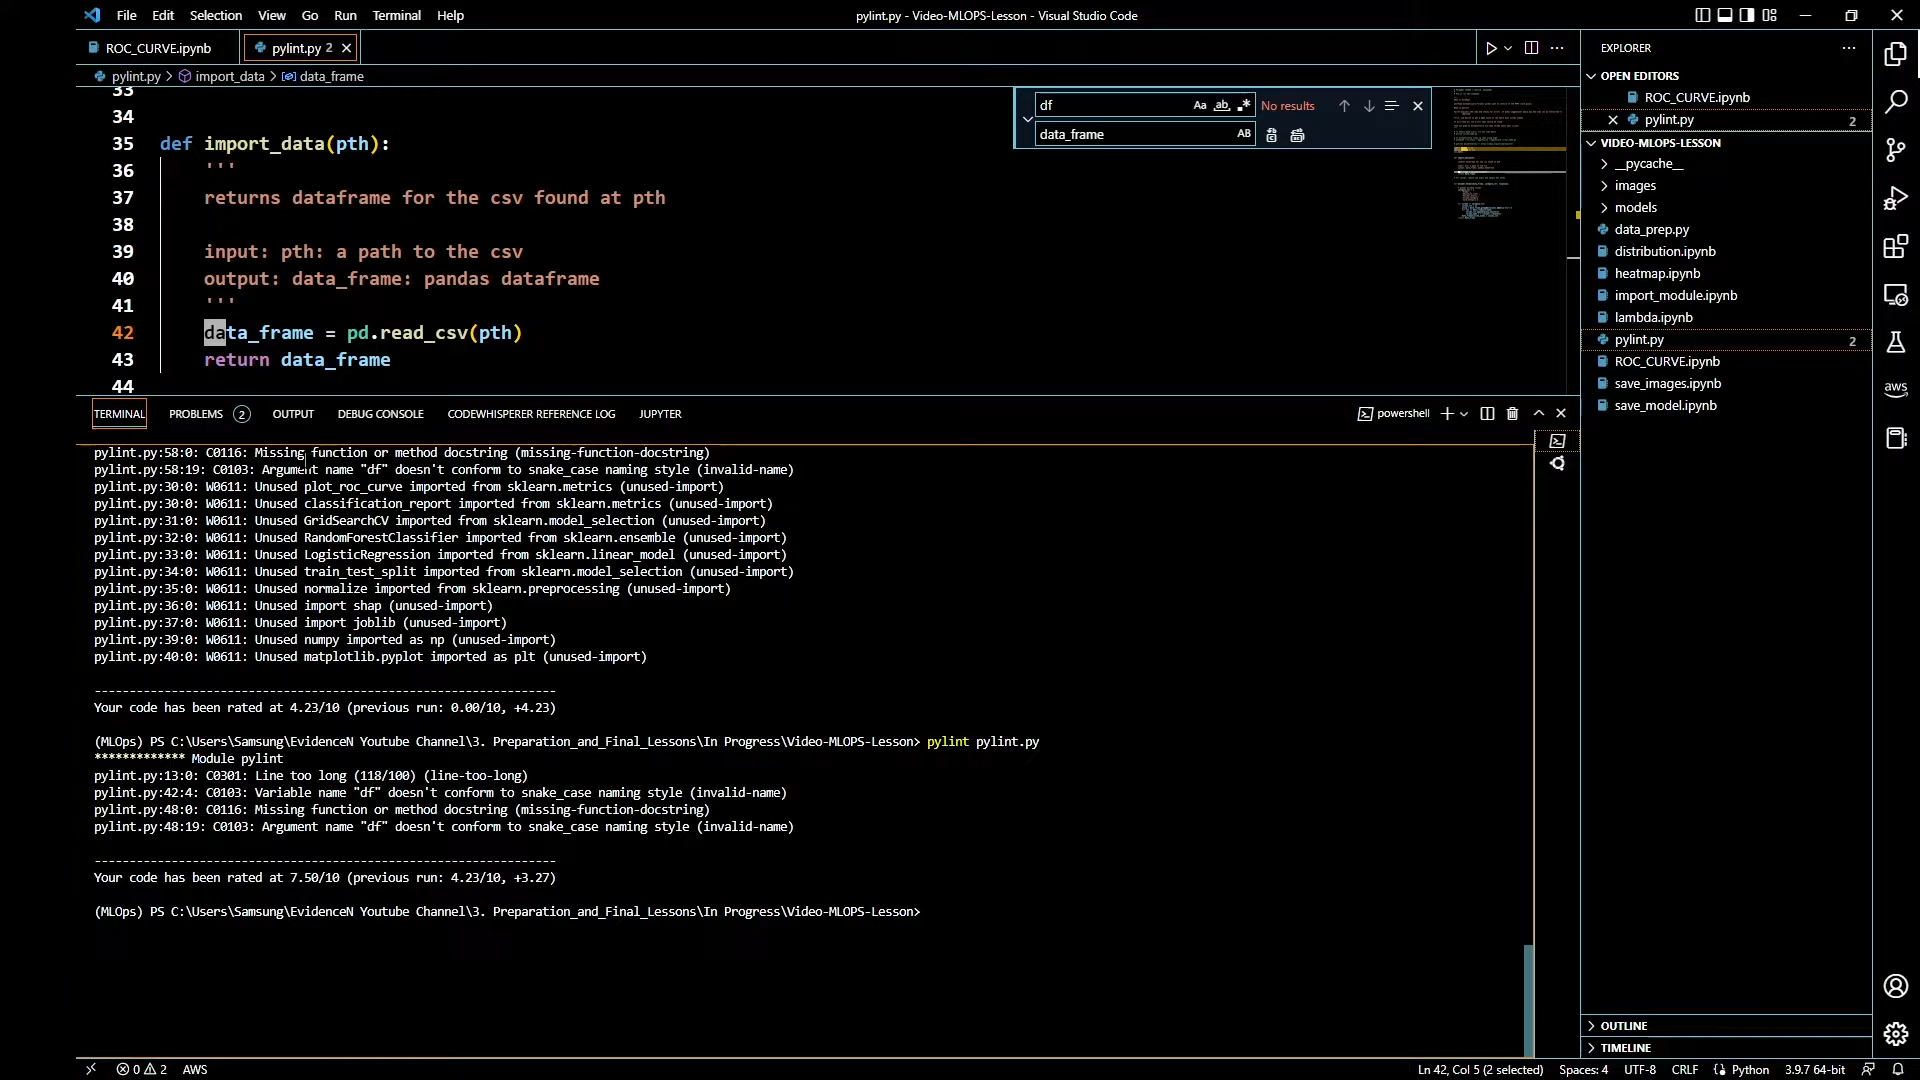 File Edit Selection View Go Run Terminal Help
pylint.py - Video-MLOPS-Lesson - Visual Studio Code
ROC_CURVE.ipynb
pylint.py 2
pylint.py > import_data > data_frame
33
34
35 def import_data(pth):
36 '''
37 returns dataframe for the csv found at pth
38
39 input: pth: a path to the csv
40 output: data_frame: pandas dataframe
41 '''
42 data_frame = pd.read_csv(pth)
43 return data_frame
44
df Aa ab No results
data_frame AB
TERMINAL PROBLEMS 2 OUTPUT DEBUG CONSOLE CODEWHISPERER REFERENCE LOG JUPYTER
powershell
pylint.py:58:0: C0116: Missing function or method docstring (missing-function-docstring)
pylint.py:58:19: C0103: Argument name "df" doesn't conform to snake_case naming style (invalid-name)
pylint.py:30:0: W0611: Unused plot_roc_curve imported from sklearn.metrics (unused-import)
pylint.py:30:0: W0611: Unused classification_report imported from sklearn.metrics (unused-import)
pylint.py:31:0: W0611: Unused GridSearchCV imported from sklearn.model_selection (unused-import)
pylint.py:32:0: W0611: Unused RandomForestClassifier imported from sklearn.ensemble (unused-import)
pylint.py:33:0: W0611: Unused LogisticRegression imported from sklearn.linear_model (unused-import)
pylint.py:34:0: W0611: Unused train_test_split imported from sklearn.model_selection (unused-import)
pylint.py:35:0: W0611: Unused normalize imported from sklearn.preprocessing (unused-import)
pylint.py:36:0: W0611: Unused import shap (unused-import)
pylint.py:37:0: W0611: Unused import joblib (unused-import)
pylint.py:39:0: W0611: Unused numpy imported as np (unused-import)
pylint.py:40:0: W0611: Unused matplotlib.pyplot imported as plt (unused-import)
------------------------------------------------------------------
Your code has been rated at 4.23/10 (previous run: 0.00/10, +4.23)
(MLOps) PS C:\Users\Samsung\EvidenceN Youtube Channel\3. Preparation_and_Final_Lessons\In Progress\Video-MLOPS-Lesson> pylint pylint.py
************* Module pylint
pylint.py:13:0: C0301: Line too long (118/100) (line-too-long)
pylint.py:42:4: C0103: Variable name "df" doesn't conform to snake_case naming style (invalid-name)
pylint.py:48:0: C0116: Missing function or method docstring (missing-function-docstring)
pylint.py:48:19: C0103: Argument name "df" doesn't conform to snake_case naming style (invalid-name)
------------------------------------------------------------------
Your code has been rated at 7.50/10 (previous run: 4.23/10, +3.27)
(MLOps) PS C:\Users\Samsung\EvidenceN Youtube Channel\3. Preparation_and_Final_Lessons\In Progress\Video-MLOPS-Lesson>
EXPLORER
OPEN EDITORS
ROC_CURVE.ipynb
pylint.py 2
VIDEO-MLOPS-LESSON
__pycache__
images
models
data_prep.py
distribution.ipynb
heatmap.ipynb
import_module.ipynb
lambda.ipynb
pylint.py 2
ROC_CURVE.ipynb
save_images.ipynb
save_model.ipynb
OUTLINE
TIMELINE
aws
0 2 AWS
Ln 42, Col 5 (2 selected) Spaces: 4 UTF-8 CRLF Python 3.9.7 64-bit